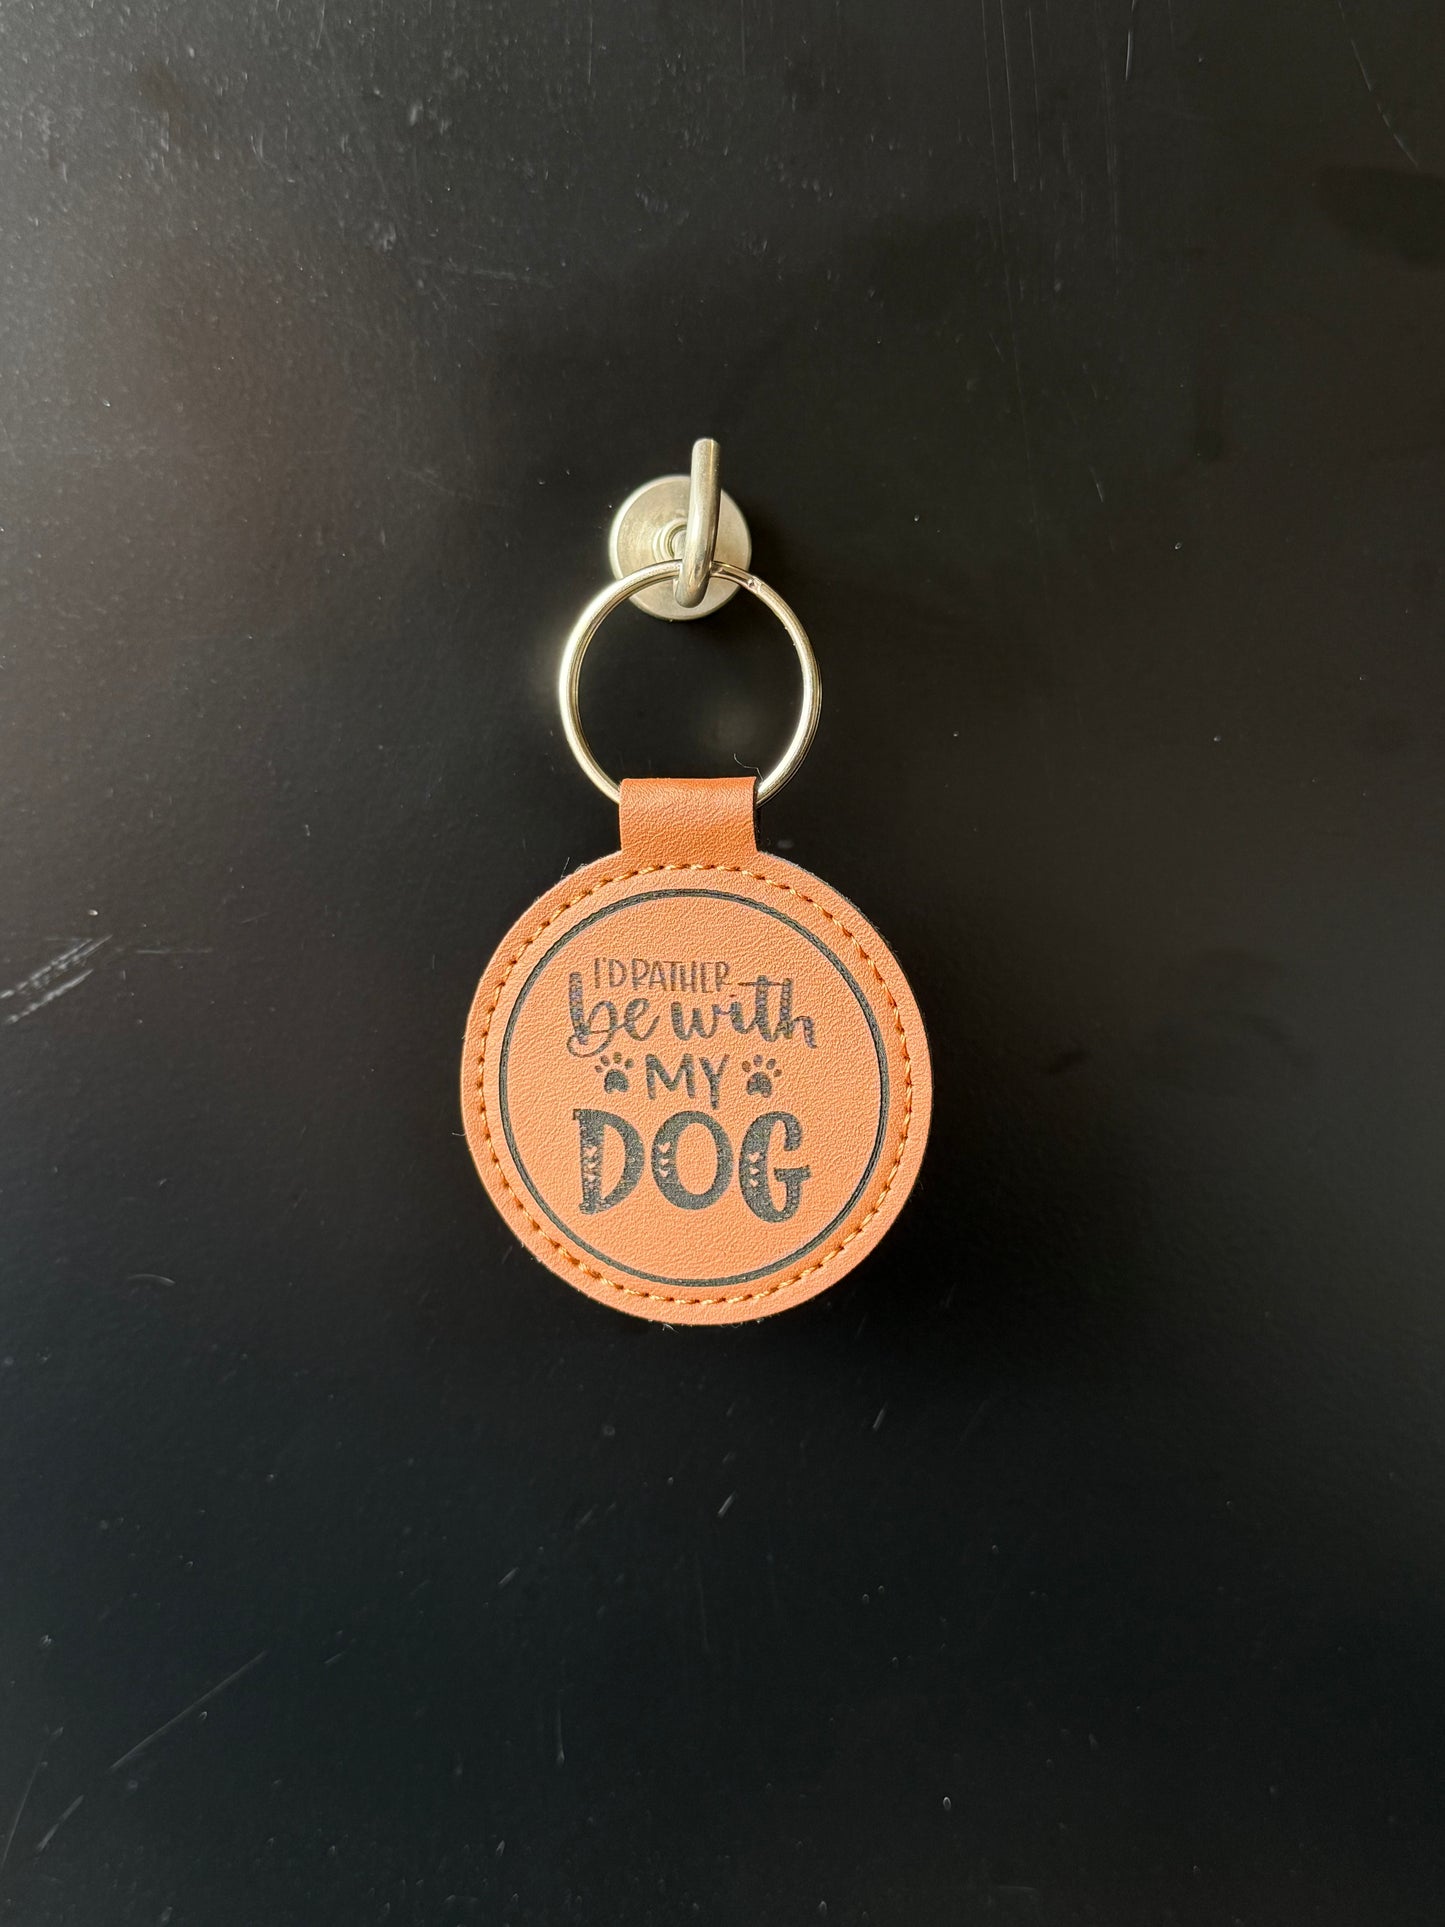 I'D RATHER
be with
MY
DOG